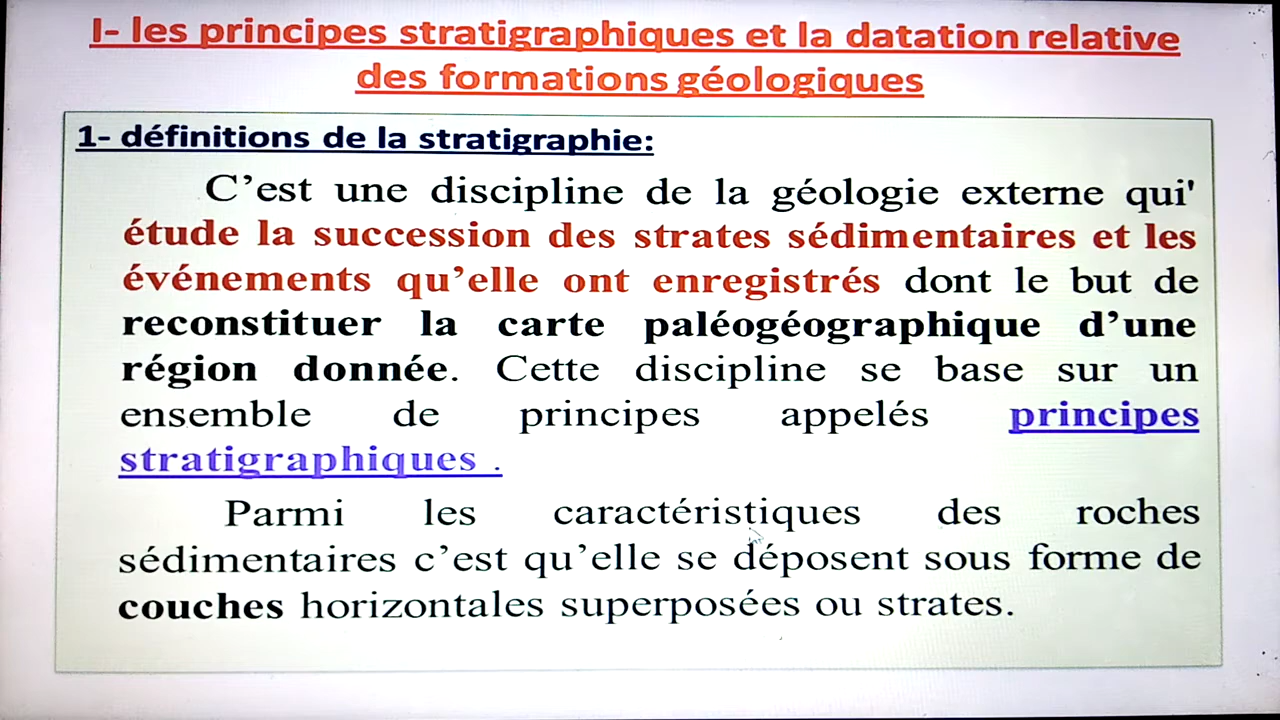 I- les principes stratigraphiques et la datation relative
des formations géologiques
1- définitions de la stratigraphie:
C’est une discipline de la géologie externe qui'
étude la succession des strates sédimentaires et les
événements qu’elle ont enregistrés dont le but de
reconstituer la carte paléogéographique d’une
région donnée. Cette discipline se base sur un
ensemble de principes appelés principes
stratigraphiques .
Parmi les caractéristiques des roches
sédimentaires c’est qu’elle se déposent sous forme de
couches horizontales superposées ou strates.